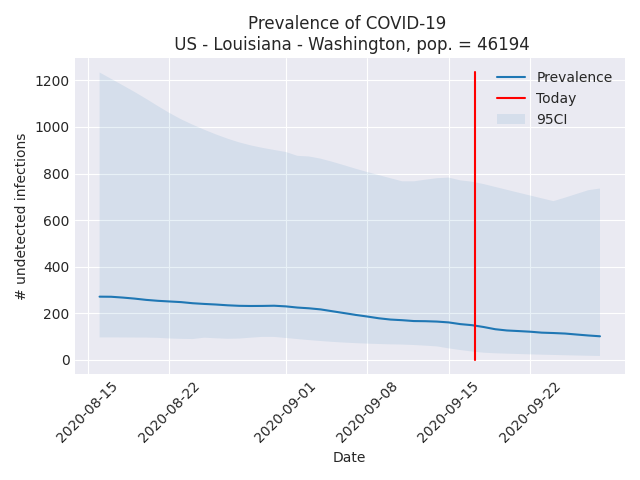 Prevalence of COVID-19
US - Louisiana - Washington, pop. = 46194
# undetected infections
1200
1000
800
600
400
200
0
Prevalence
Today
95CI
2020-08-15
2020-08-22
2020-09-01
2020-09-08
2020-09-15
2020-09-22
Date